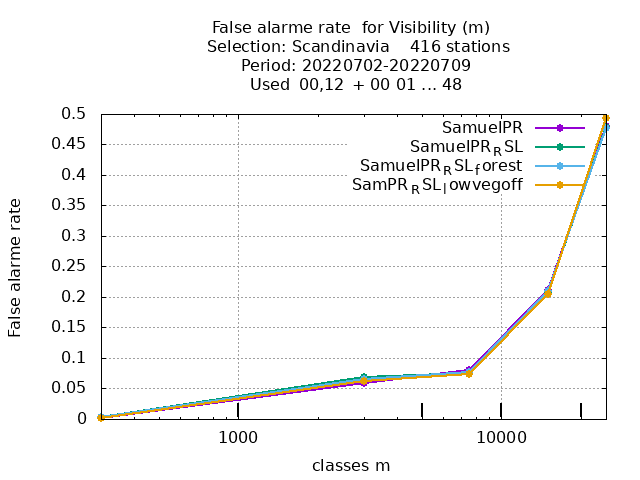 False alarme rate for Visibility (m)
Selection: Scandinavia 416 stations
Period: 20220702-20220709
Used 00,12 + 00 01 ... 48
SamuelPR
SamuelPR_RSL
SamuelPR_RSL_forest
SamPR_RSL_lowvegoff
False alarme rate
0.5
0.45
0.4
0.35
0.3
0.25
0.2
0.15
0.1
0.05
0
1000
10000
classes m